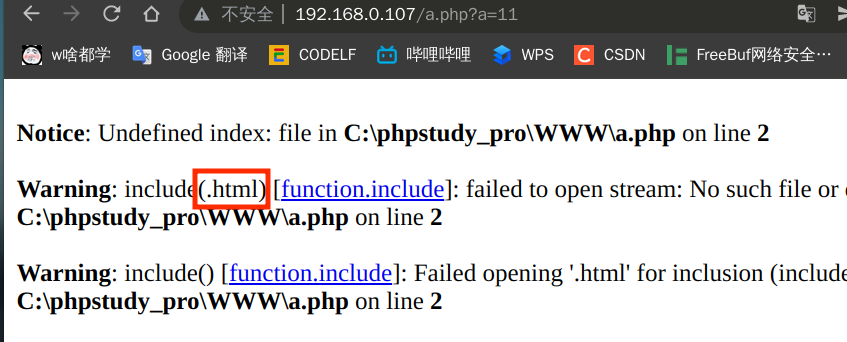 不安全 | 192.168.0.107/a.php?a=11
w啥都学 Google 翻译 CODELF 哔哩哔哩 WPS CSDN FreeBuf网络安全…
Notice: Undefined index: file in C:\phpstudy_pro\WWW\a.php on line 2
Warning: include(.html) [function.include]: failed to open stream: No such file or
C:\phpstudy_pro\WWW\a.php on line 2
Warning: include() [function.include]: Failed opening '.html' for inclusion (include
C:\phpstudy_pro\WWW\a.php on line 2